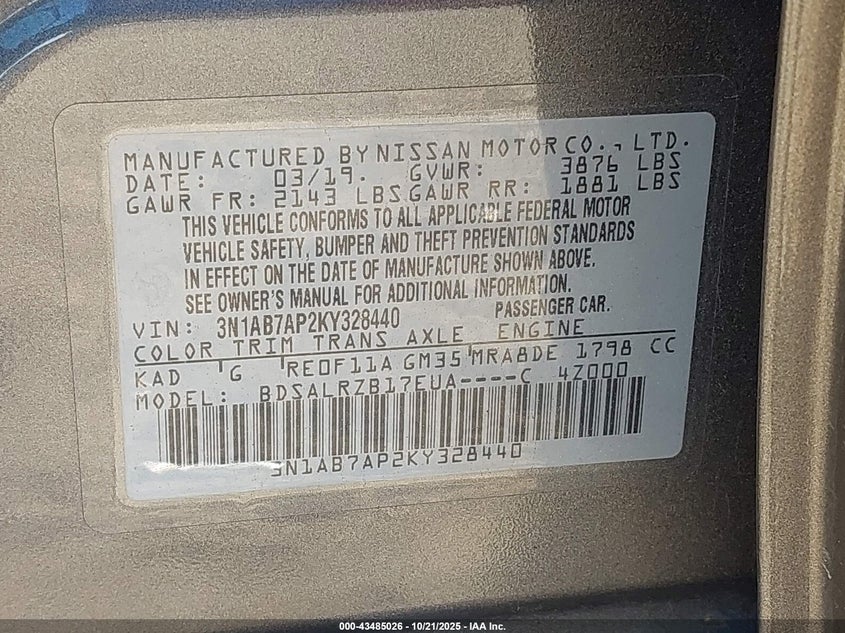 MANUFACTURED BY NISSAN MOTOR CO., LTD.
DATE: 03/19. GVWR: 3876 LBS
GAWR FR: 2143 LBS GAWR RR: 1881 LBS
THIS VEHICLE CONFORMS TO ALL APPLICABLE FEDERAL MOTOR
VEHICLE SAFETY, BUMPER AND THEFT PREVENTION STANDARDS
IN EFFECT ON THE DATE OF MANUFACTURE SHOWN ABOVE.
SEE OWNER'S MANUAL FOR ADDITIONAL INFORMATION.
VIN: 3N1AB7AP2KY328440 PASSENGER CAR.
COLOR TRIM TRANS AXLE ENGINE
KAD G RE0F11A GM35 MRA8DE 1798 CC
MODEL: BDSALRZB17EUA----C 4Z000
3N1AB7AP2KY328440
000-43485026 - 10/21/2025 - IAA Inc.